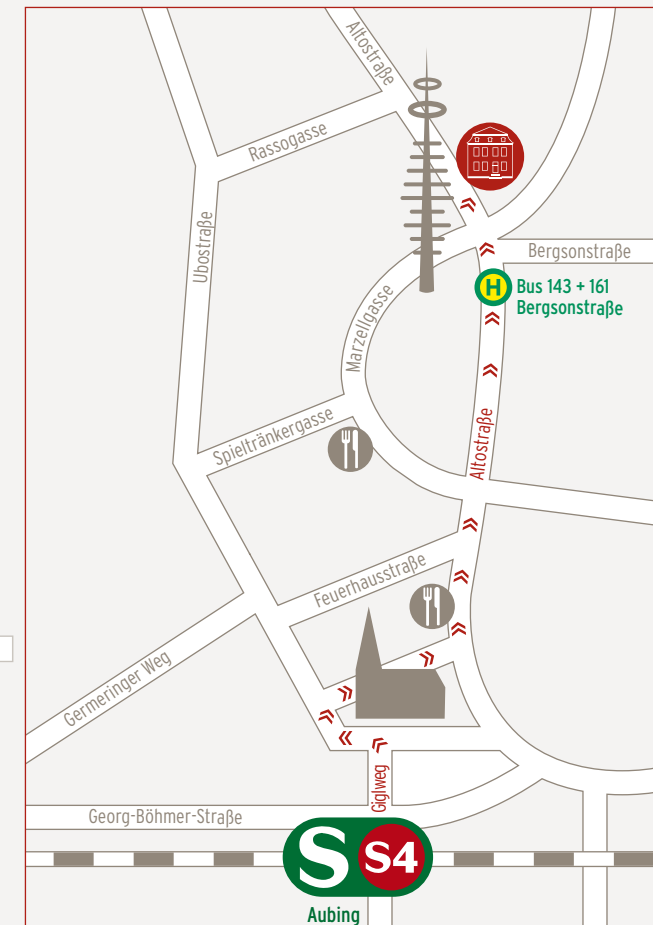 Altostraße
Rassogasse
Ubostraße
Bergsonstraße
H
Bus 143 + 161
Bergsonstraße
Marzellgasse
Altostraße
Spieltränkergasse
Feuerhausstraße
Germeringer Weg
Giglweg
Georg-Böhmer-Straße
S
S4
Aubing